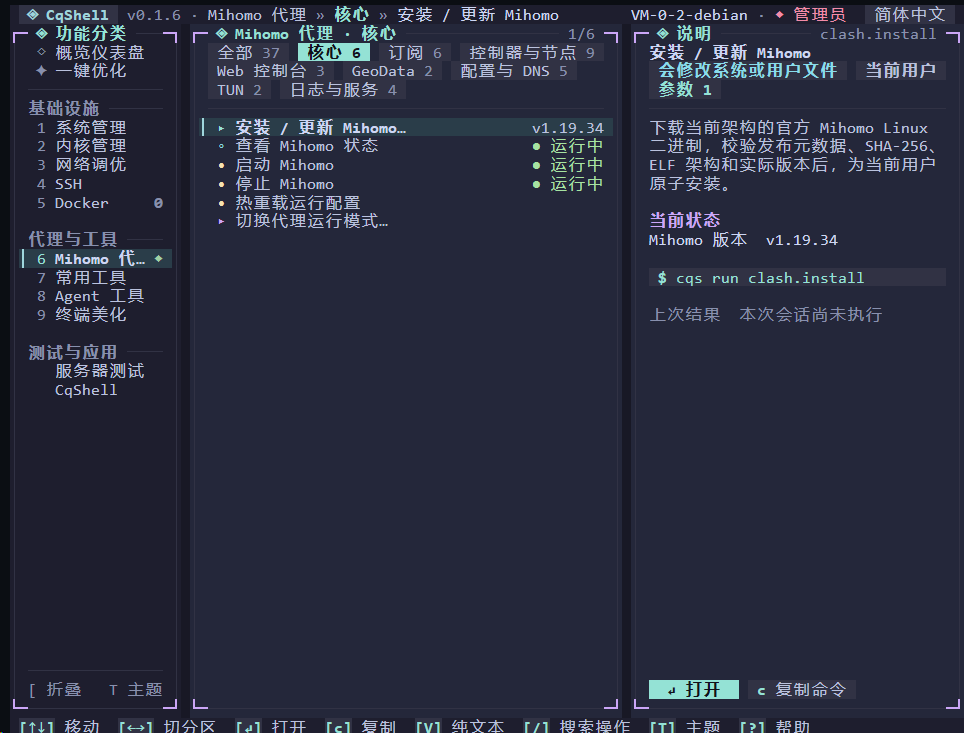 ◈ CqShell v0.1.6 · Mihomo 代理 » 核心 » 安装 / 更新 Mihomo VM-0-2-debian · ◆ 管理员 简体中文
◈ 功能分类
◇ 概览仪表盘
✦ 一键优化
基础设施
1 系统管理
2 内核管理
3 网络调优
4 SSH
5 Docker 0
代理与工具
6 Mihomo 代… ◆
7 常用工具
8 Agent 工具
9 终端美化
测试与应用
服务器测试
CqShell
[ 折叠 T 主题
◈ Mihomo 代理 · 核心 1/6
全部 37 核心 6 订阅 6 控制器与节点 9
Web 控制台 3 GeoData 2 配置与 DNS 5
TUN 2 日志与服务 4
▸ 安装 / 更新 Mihomo… v1.19.34
∘ 查看 Mihomo 状态 ● 运行中
• 启动 Mihomo ● 运行中
• 停止 Mihomo ● 运行中
• 热重载运行配置
▸ 切换代理运行模式…
◈ 说明 clash.install
安装 / 更新 Mihomo
会修改系统或用户文件 当前用户
参数 1
下载当前架构的官方 Mihomo Linux
二进制，校验发布元数据、SHA-256、
ELF 架构和实际版本后，为当前用户
原子安装。
当前状态
Mihomo 版本 v1.19.34
$ cqs run clash.install
上次结果 本次会话尚未执行
↲ 打开 c 复制命令
[↑↓] 移动 [↔] 切分区 [↲] 打开 [c] 复制 [V] 纯文本 [/] 搜索操作 [T] 主题 [?] 帮助